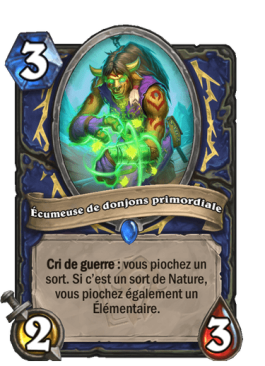 3
Écumeuse de donjons primordiale
Cri de guerre : vous piochez un
sort. Si c'est un sort de Nature,
vous piochez également un
Élémentaire.
2
3